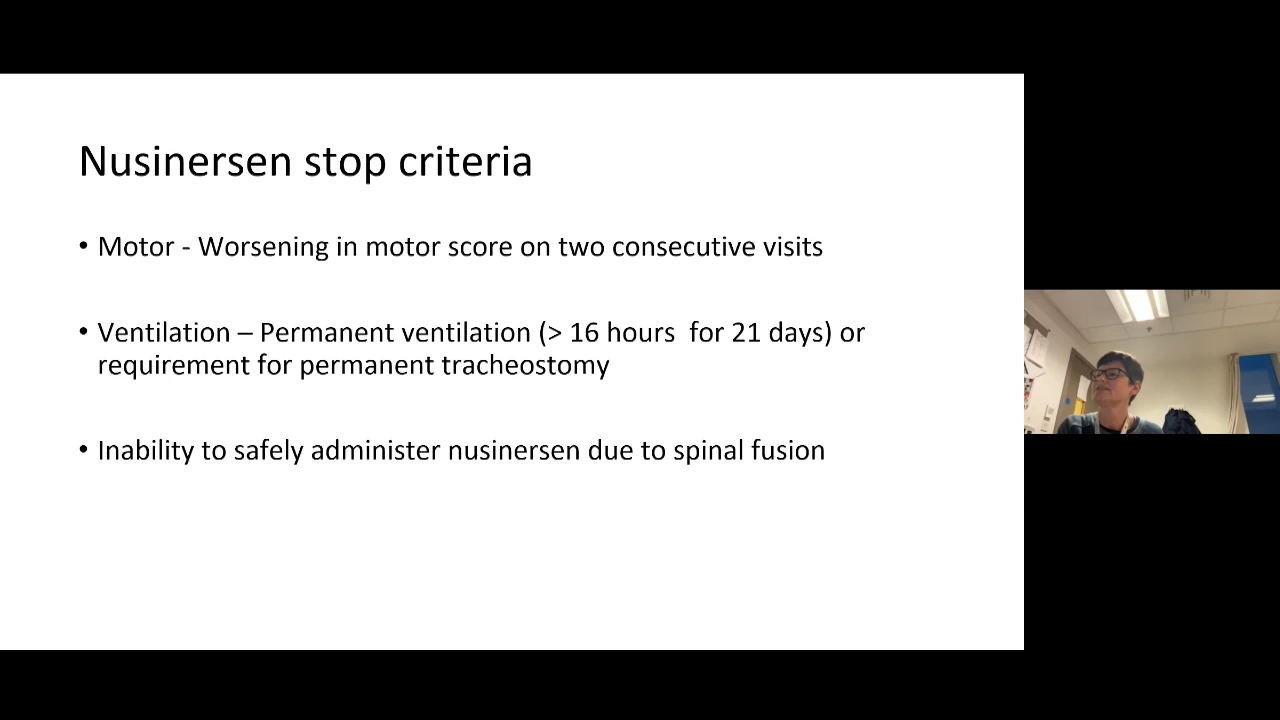 Nusinersen stop criteria
• Motor - Worsening in motor score on two consecutive visits
• Ventilation – Permanent ventilation (> 16 hours  for 21 days) or
requirement for permanent tracheostomy
• Inability to safely administer nusinersen due to spinal fusion